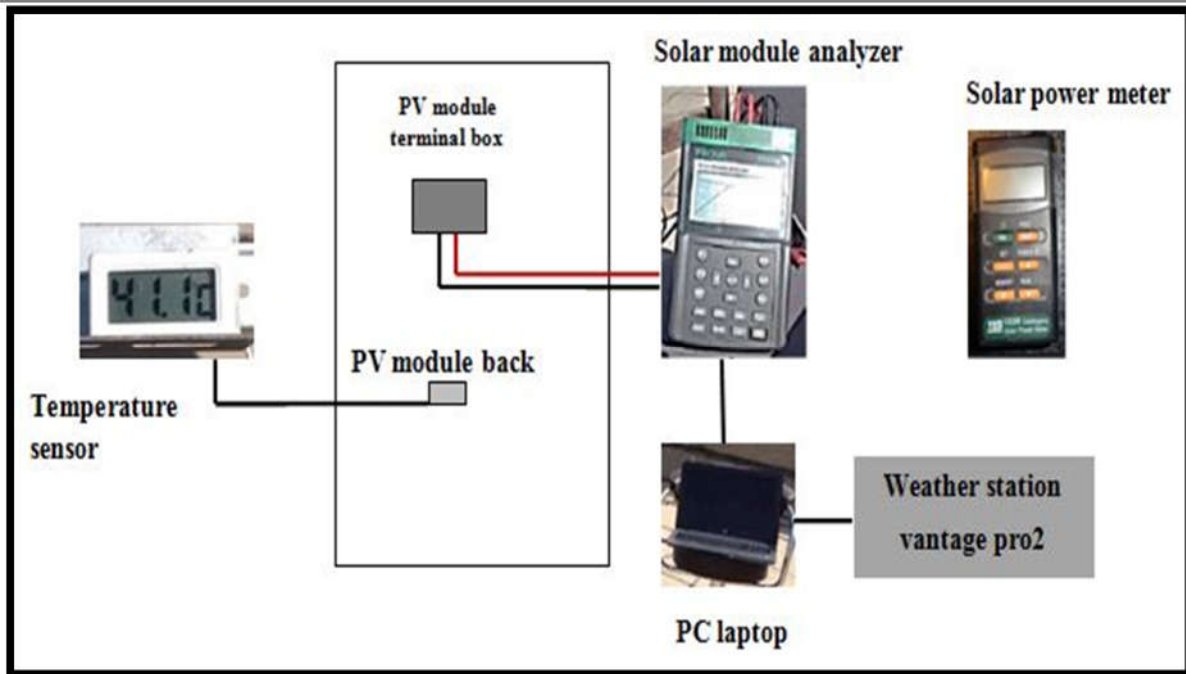 Solar module analyzer
PV module
terminal box
Solar power meter
41.1
PV module back
Temperature
sensor
Weather station
vantage pro2
PC laptop